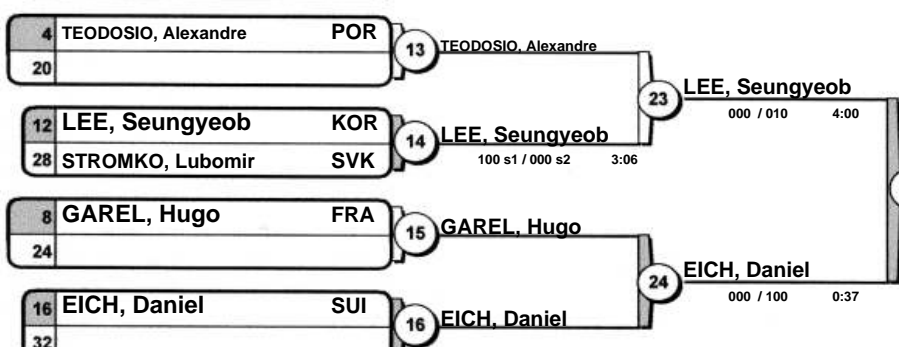 4 TEODOSIO, Alexandre POR
20
13 TEODOSIO, Alexandre
12 LEE, Seungyeob KOR
28 STROMKO, Lubomir SVK
14 LEE, Seungyeob
100 s1 / 000 s2 3:06
23 LEE, Seungyeob
000 / 010 4:00
8 GAREL, Hugo FRA
24
15 GAREL, Hugo
16 EICH, Daniel SUI
32
16 EICH, Daniel
24 EICH, Daniel
000 / 100 0:37